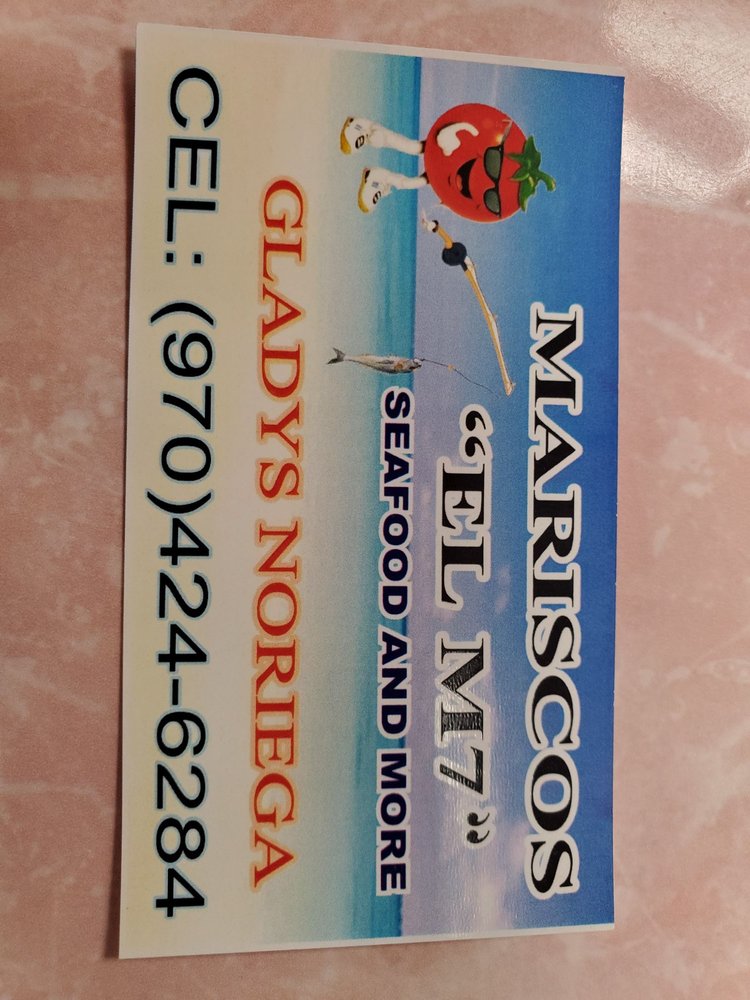 MARISCOS
“EL M7”
SEAFOOD AND MORE
GLADYS NORIEGA
CEL: (970)424-6284